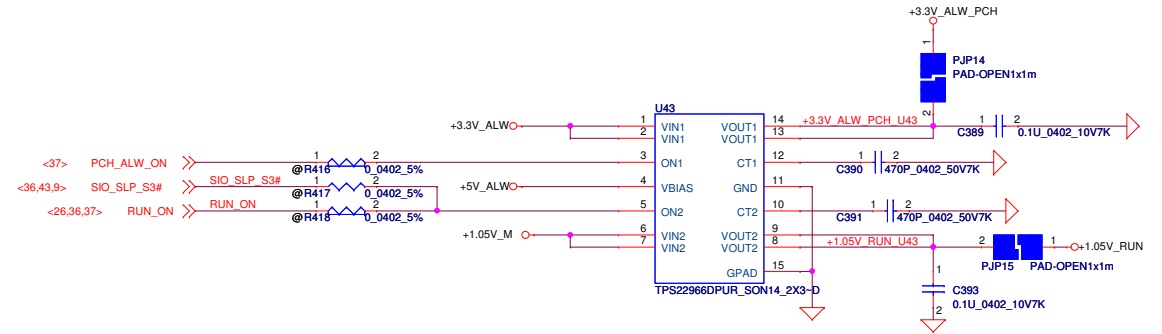 +3.3V_ALW_PCH
1
PJP14
PAD-OPEN1x1m
2
U43
+3.3V_ALW 1 VIN1 VOUT1 14 +3.3V_ALW_PCH_U43
2 VIN1 VOUT1 13
C389 1 2 0.1U_0402_10V7K
<37> PCH_ALW_ON 1 2 3 ON1 CT1 12 1 2
@R416 0_0402_5% C390 470P_0402_50V7K
<36,43,9> SIO_SLP_S3# SIO_SLP_S3# 1 2 +5V_ALW 4 VBIAS GND 11
@R417 0_0402_5%
<26,36,37> RUN_ON RUN_ON 1 2 5 ON2 CT2 10 1 2
@R418 0_0402_5% C391 470P_0402_50V7K
+1.05V_M 6 VIN2 VOUT2 9
7 VIN2 VOUT2 8 +1.05V_RUN_U43 2 1 +1.05V_RUN
PJP15 PAD-OPEN1x1m
GPAD 15
TPS22966DPUR_SON14_2X3~D
1
C393
0.1U_0402_10V7K
2